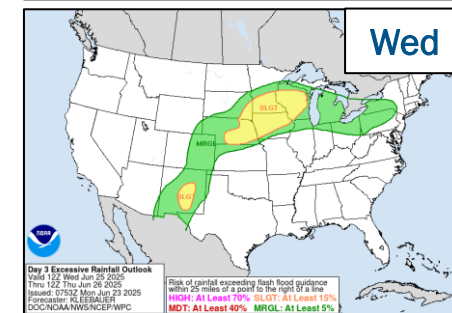 Wed
SLGT
MRGL
SLGT
NOAA
Day 3 Excessive Rainfall Outlook
Valid 12Z Wed Jun 25 2025
Thru 12Z Thu Jun 26 2025
Issued: 0753Z Mon Jun 23 2025
Forecaster: KLEEBAUER
DOC/NOAA/NWS/NCEP/WPC
Risk of rainfall exceeding flash flood guidance
within 25 miles of a point to the right of a line
HIGH: At Least 70% SLGT: At Least 15%
MDT: At Least 40% MRGL: At Least 5%